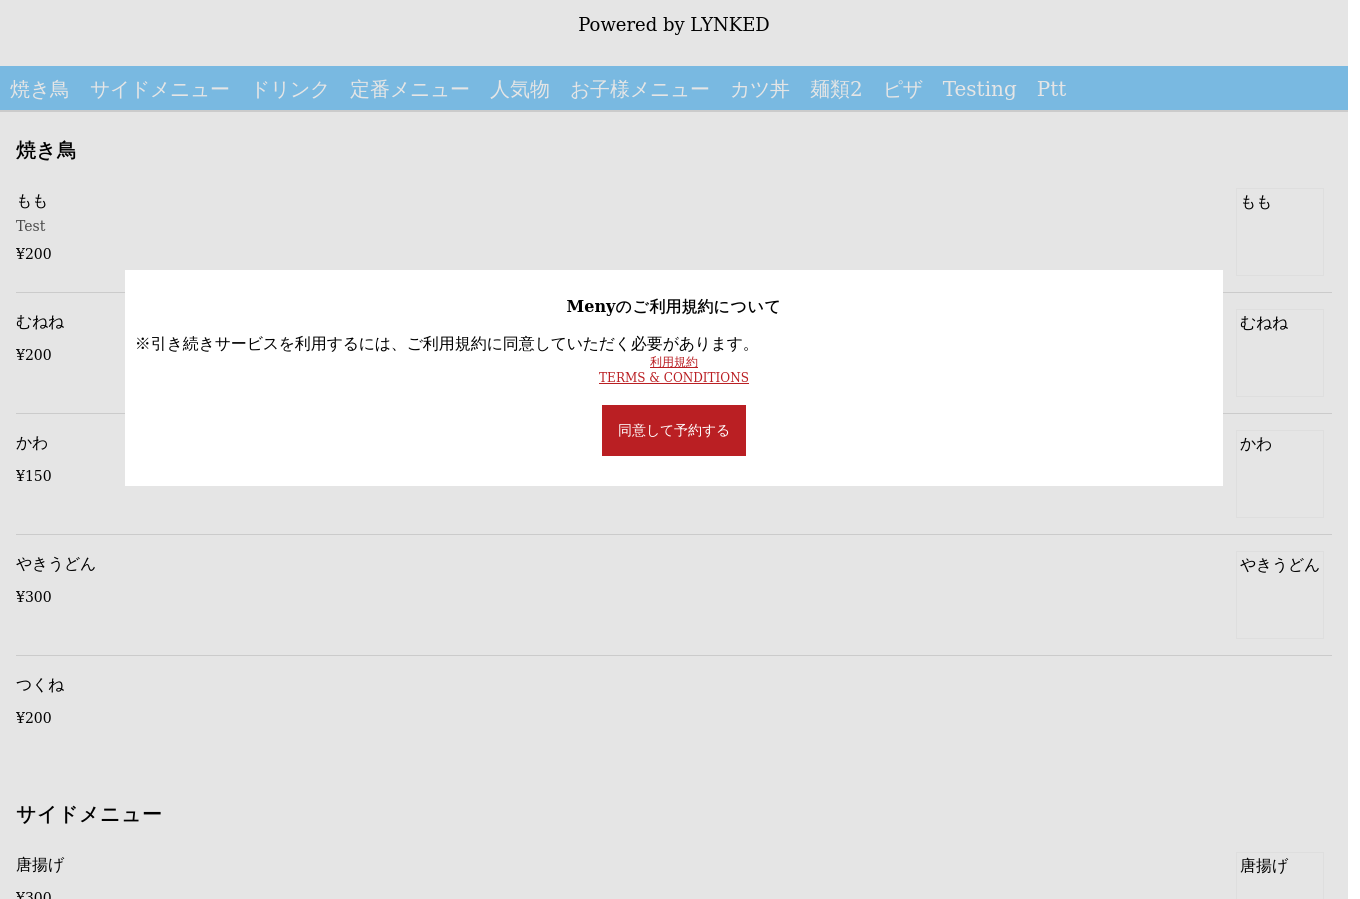 Powered by LYNKED
焼き鳥 サイドメニュー ドリンク 定番メニュー 人気物 お子様メニュー カツ丼 麺類2 ピザ Testing Ptt
焼き鳥
もも
もも
Test
¥200
Menyのご利用規約について
むねね
むねね
※引き続きサービスを利用するには、ご利用規約に同意していただく必要があります。
¥200
利用規約
TERMS & CONDITIONS
同意して予約する
かわ
かわ
¥150
やきうどん
やきうどん
¥300
つくね
¥200
サイドメニュー
唐揚げ
唐揚げ
¥300